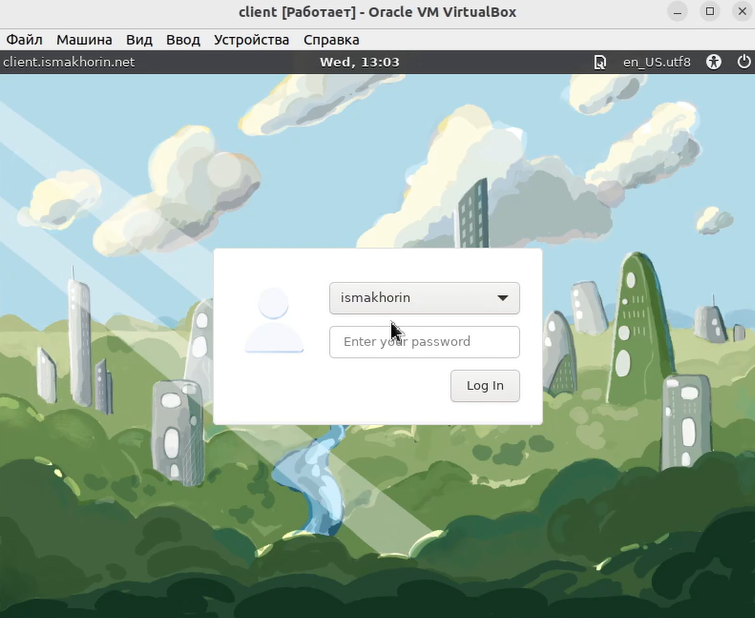 client [Работает] - Oracle VM VirtualBox
Файл Машина Вид Ввод Устройства Справка
client.ismakhorin.net Wed, 13:03 en_US.utf8
ismakhorin
Enter your password
Log In